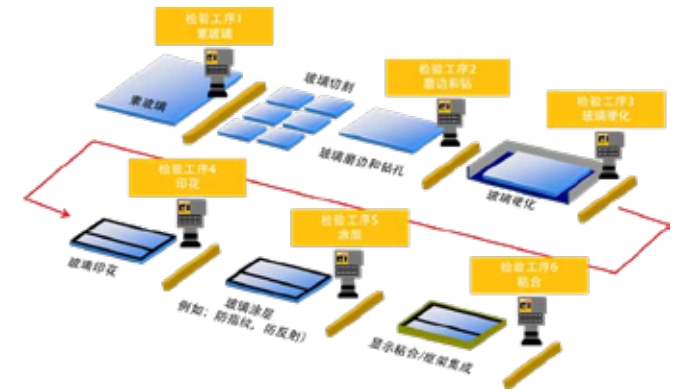 检验工序1
素玻璃
素玻璃
玻璃切割
检验工序2
磨边和钻
玻璃磨边和钻孔
检验工序3
玻璃硬化
玻璃硬化
检验工序4
印花
玻璃印花
检验工序5
涂层
玻璃涂层
例如：防指纹，防反射）
检验工序6
粘合
显示粘合/框架集成